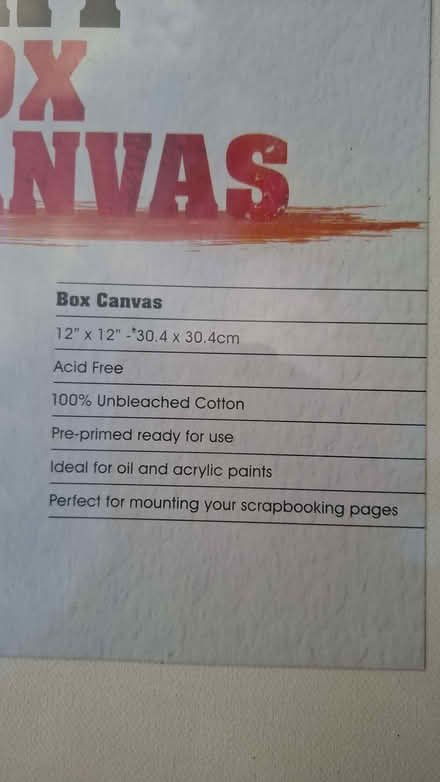 OX
ANVAS
Box Canvas
12" x 12" -*30.4 x 30.4cm
Acid Free
100% Unbleached Cotton
Pre-primed ready for use
Ideal for oil and acrylic paints
Perfect for mounting your scrapbooking pages